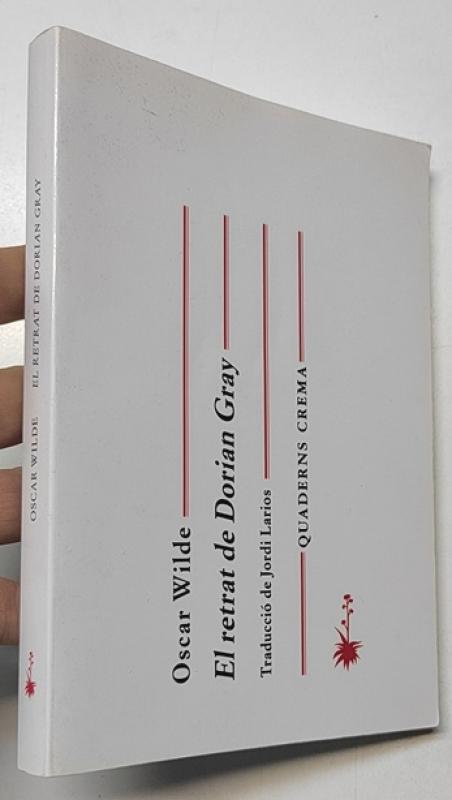 Oscar Wilde
El retrat de Dorian Gray
Traducció de Jordi Larios
QUADERNS CREMA
OSCAR WILDE EL RETRAT DE DORIAN GRAY